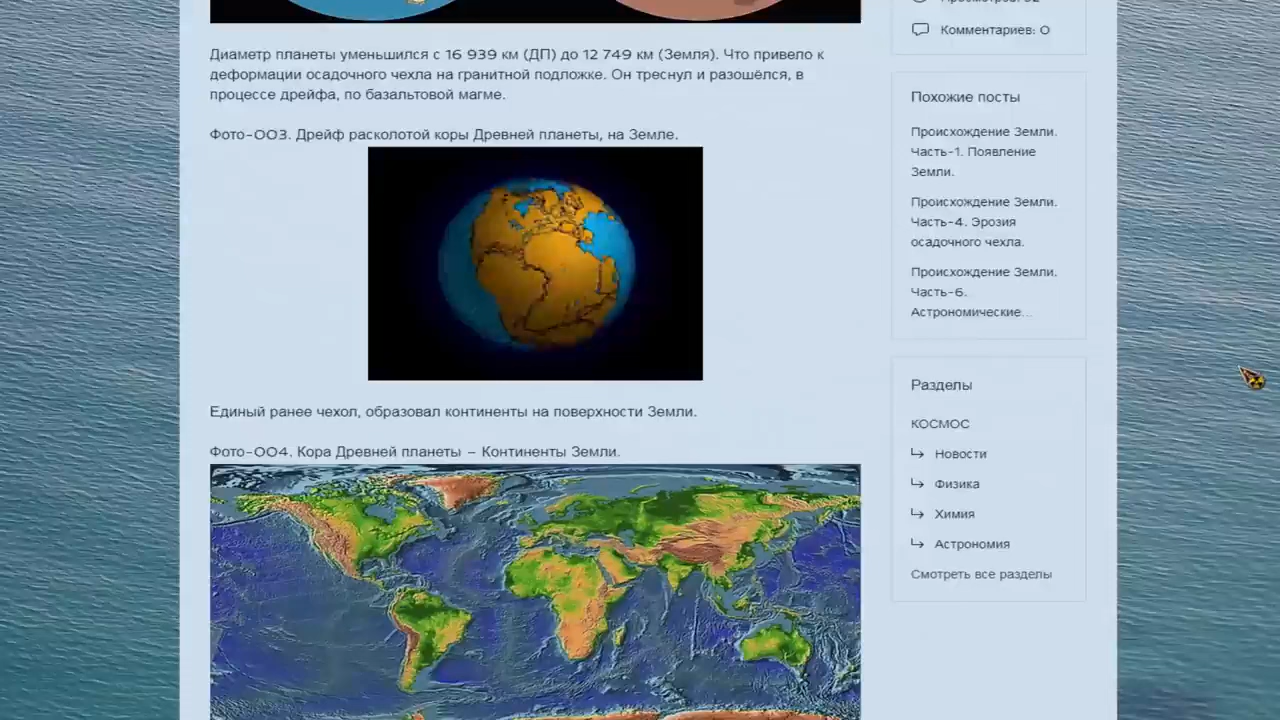 Диаметр планеты уменьшился с 16 939 км (ДП) до 12 749 км (Земля). Что привело к
деформации осадочного чехла на гранитной подложке. Он треснул и разошёлся, в
процессе дрейфа, по базальтовой магме.
Фото-003. Дрейф расколотой коры Древней планеты, на Земле.
Единый ранее чехол, образовал континенты на поверхности Земли.
Фото-004. Кора Древней планеты – Континенты Земли.
Комментариев: 0
Похожие посты
Происхождение Земли.
Часть-1. Появление
Земли.
Происхождение Земли.
Часть-4. Эрозия
осадочного чехла.
Происхождение Земли.
Часть-6.
Астрономические...
Разделы
КОСМОС
Новости
Физика
Химия
Астрономия
Смотреть все разделы